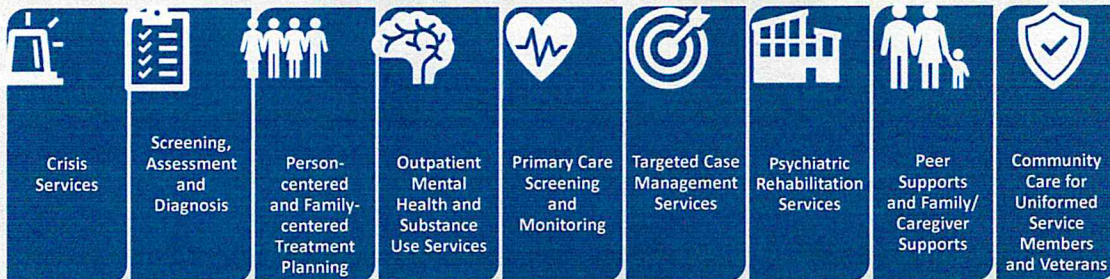 Crisis
Services
Screening,
Assessment
and
Diagnosis
Person-
centered
and Family-
centered
Treatment
Planning
Outpatient
Mental
Health and
Substance
Use Services
Primary Care
Screening
and
Monitoring
Targeted Case
Management
Services
Psychiatric
Rehabilitation
Services
Peer
Supports
and Family/
Caregiver
Supports
Community
Care for
Uniformed
Service
Members
and Veterans